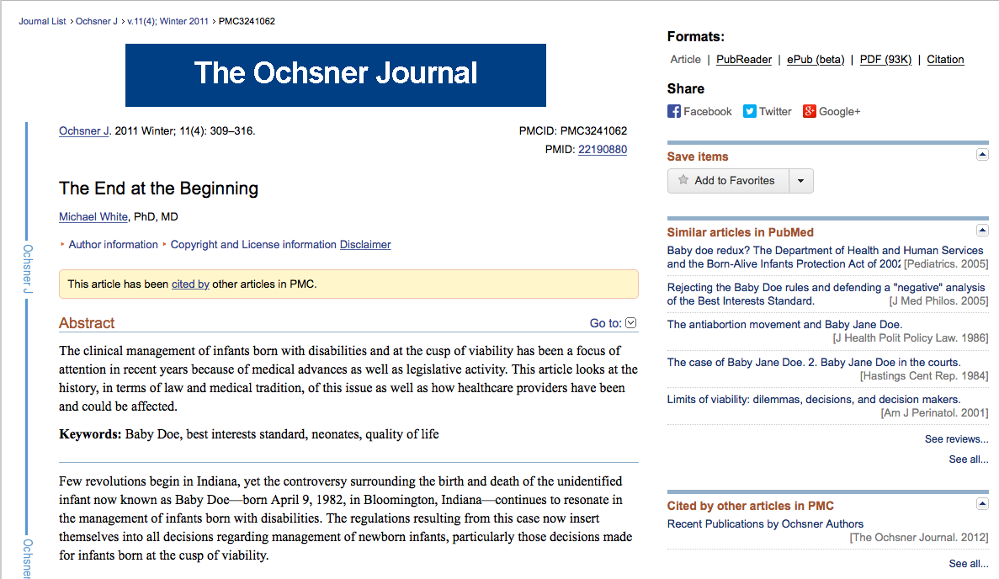 Journal List > Ochsner J > v.11(4); Winter 2011 > PMC3241062
The Ochsner Journal
Ochsner J. 2011 Winter; 11(4): 309–316.
PMCID: PMC3241062
PMID: 22190880
The End at the Beginning
Michael White, PhD, MD
Author information Copyright and License information Disclaimer
This article has been cited by other articles in PMC.
Abstract
Go to:
The clinical management of infants born with disabilities and at the cusp of viability has been a focus of
attention in recent years because of medical advances as well as legislative activity. This article looks at the
history, in terms of law and medical tradition, of this issue as well as how healthcare providers have been
and could be affected.
Keywords: Baby Doe, best interests standard, neonates, quality of life
Few revolutions begin in Indiana, yet the controversy surrounding the birth and death of the unidentified
infant now known as Baby Doe—born April 9, 1982, in Bloomington, Indiana—continues to resonate in
the management of infants born with disabilities. The regulations resulting from this case now insert
themselves into all decisions regarding management of newborn infants, particularly those decisions made
for infants born at the cusp of viability.
Ochsner J
Ochsner
Formats:
Article | PubReader | ePub (beta) | PDF (93K) | Citation
Share
Facebook Twitter Google+
Save items
Add to Favorites
Similar articles in PubMed
Baby doe redux? The Department of Health and Human Services
and the Born-Alive Infants Protection Act of 2002 [Pediatrics. 2005]
Rejecting the Baby Doe rules and defending a "negative" analysis
of the Best Interests Standard. [J Med Philos. 2005]
The antiabortion movement and Baby Jane Doe.
[J Health Polit Policy Law. 1986]
The case of Baby Jane Doe. 2. Baby Jane Doe in the courts.
[Hastings Cent Rep. 1984]
Limits of viability: dilemmas, decisions, and decision makers.
[Am J Perinatol. 2001]
See reviews...
See all...
Cited by other articles in PMC
Recent Publications by Ochsner Authors
[The Ochsner Journal. 2012]
See all...